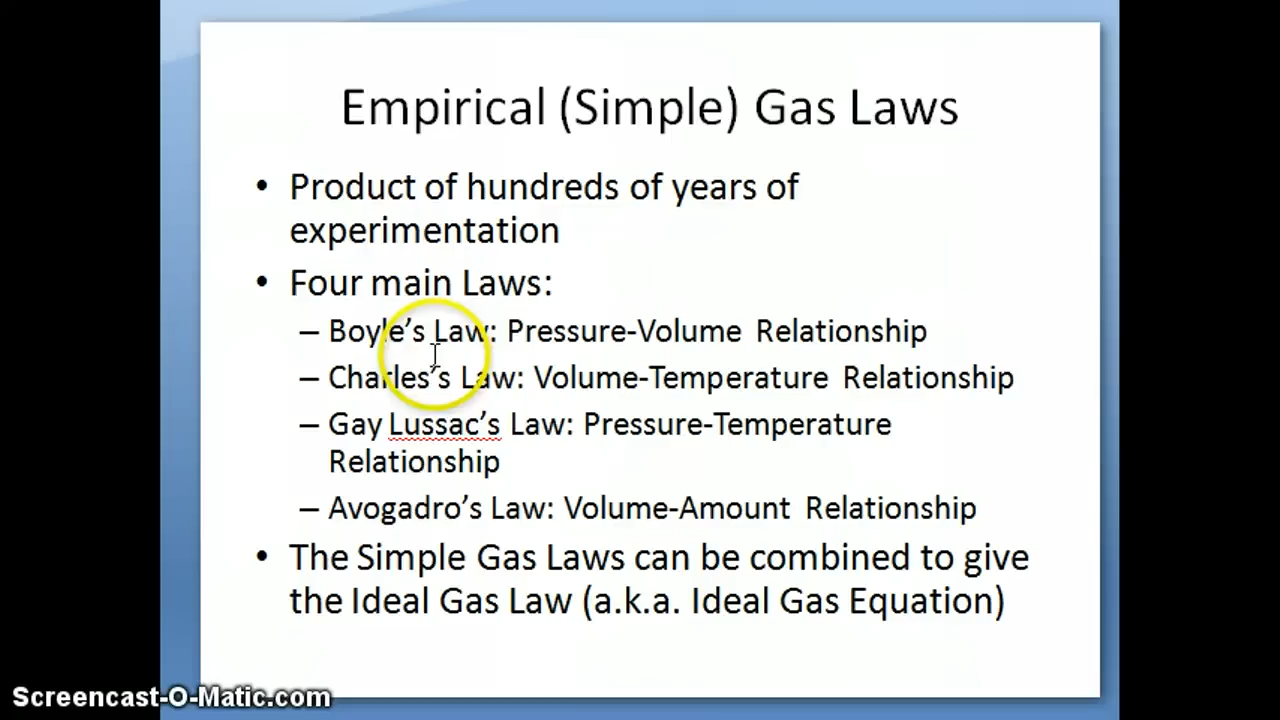 Empirical (Simple) Gas Laws
• Product of hundreds of years of
experimentation
• Four main Laws:
– Boyle’s Law: Pressure-Volume Relationship
– Charles’s Law: Volume-Temperature Relationship
– Gay Lussac’s Law: Pressure-Temperature
Relationship
– Avogadro’s Law: Volume-Amount Relationship
• The Simple Gas Laws can be combined to give
the Ideal Gas Law (a.k.a. Ideal Gas Equation)
Screencast-O-Matic.com